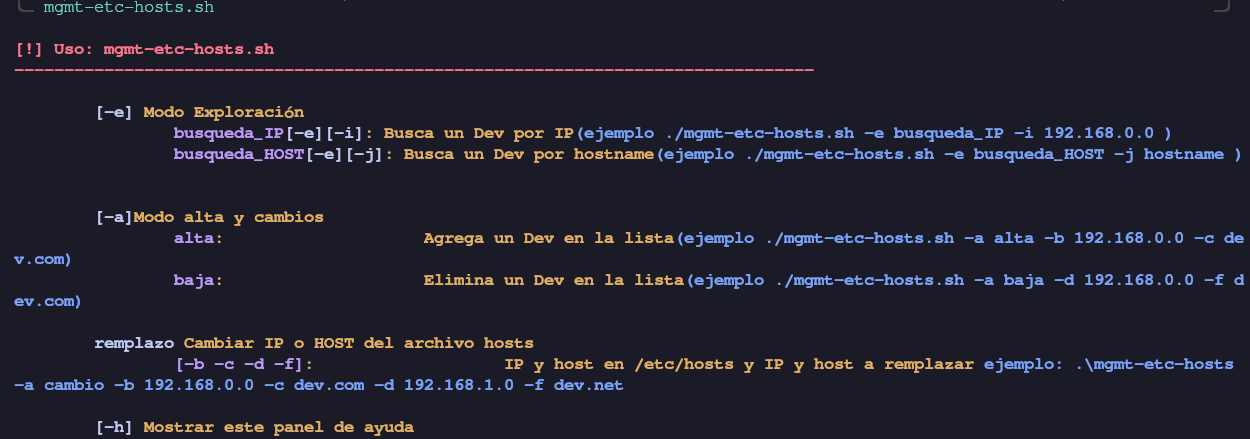 mgmt-etc-hosts.sh
[!] Uso: mgmt-etc-hosts.sh
--------------------------------------------------------------------------------
[-e] Modo Exploración
busqueda_IP[-e][-i]: Busca un Dev por IP(ejemplo ./mgmt-etc-hosts.sh -e busqueda_IP -i 192.168.0.0 )
busqueda_HOST[-e][-j]: Busca un Dev por hostname(ejemplo ./mgmt-etc-hosts.sh -e busqueda_HOST -j hostname )
[-a]Modo alta y cambios
alta: Agrega un Dev en la lista(ejemplo ./mgmt-etc-hosts.sh -a alta -b 192.168.0.0 -c de
v.com)
baja: Elimina un Dev en la lista(ejemplo ./mgmt-etc-hosts.sh -a baja -d 192.168.0.0 -f d
ev.com)
remplazo Cambiar IP o HOST del archivo hosts
[-b -c -d -f]: IP y host en /etc/hosts y IP y host a remplazar ejemplo: .\mgmt-etc-hosts
-a cambio -b 192.168.0.0 -c dev.com -d 192.168.1.0 -f dev.net
[-h] Mostrar este panel de ayuda